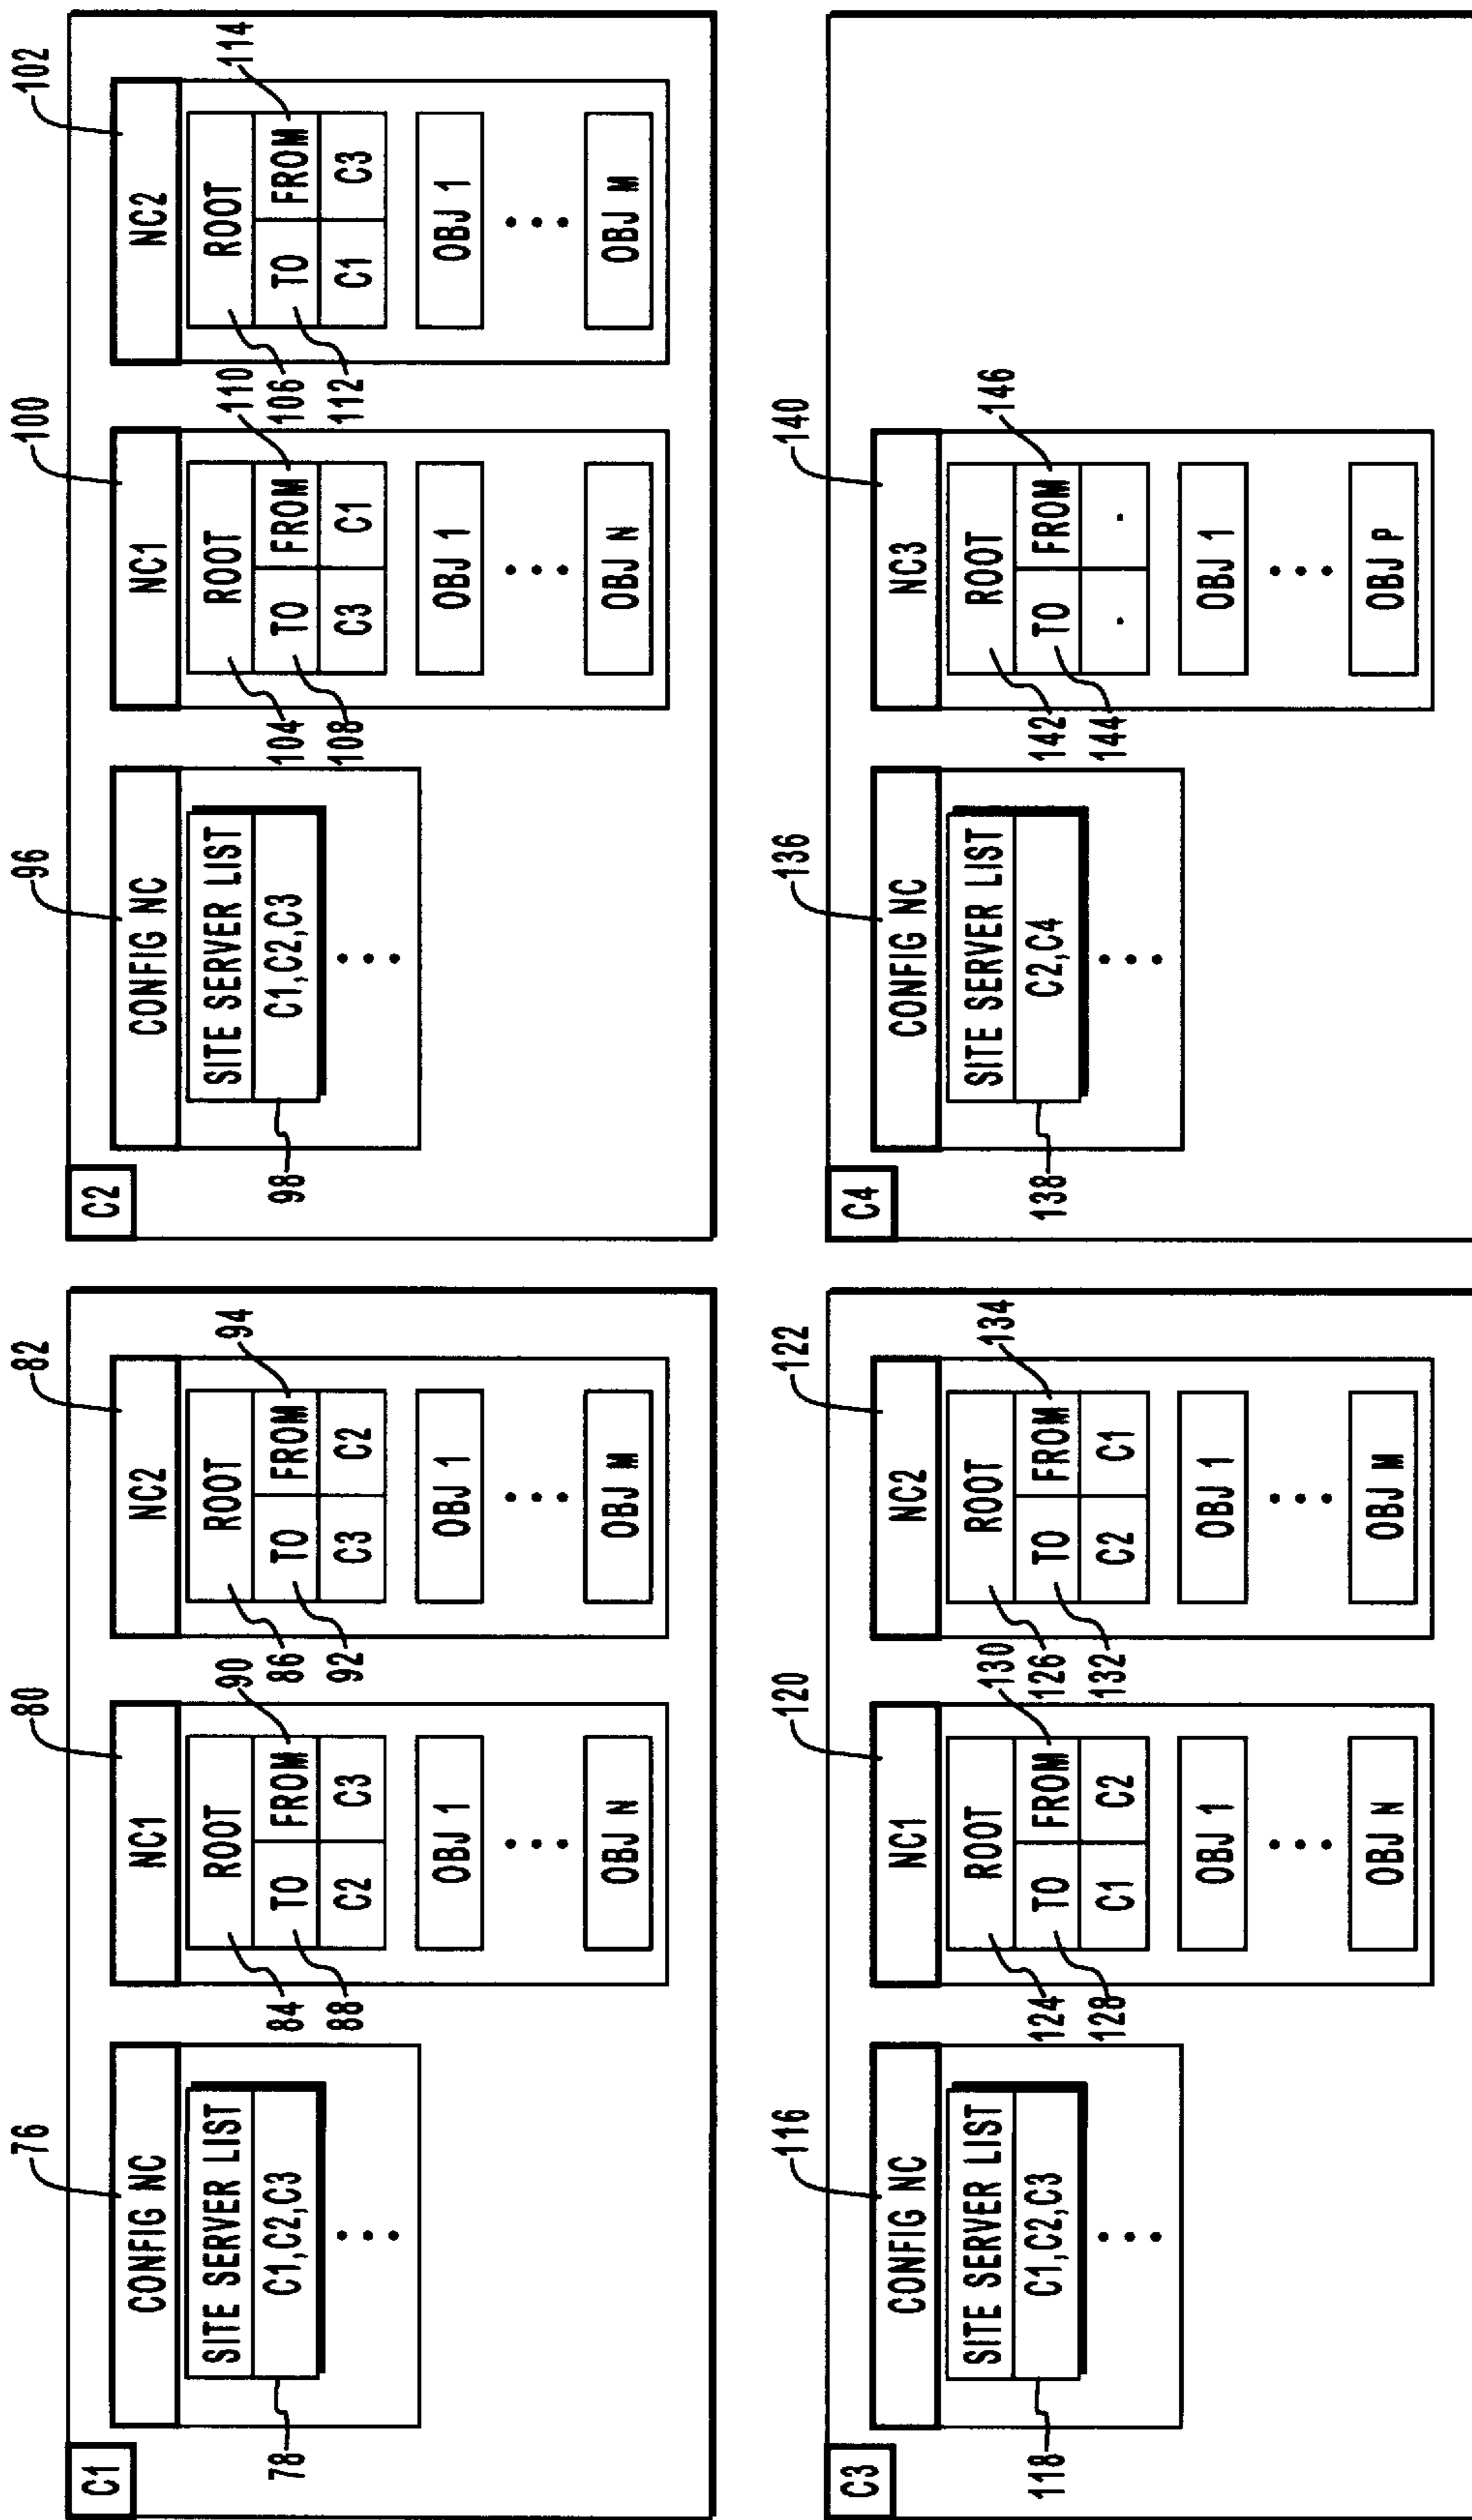 C1
76
CONFIG NC
SITE SERVER LIST
C1,C2,C3
78
80
NC1
ROOT
TO FROM
C2 C3
OBJ 1
OBJ N
84
88
90
82
NC2
ROOT
TO FROM
C3 C2
OBJ 1
OBJ M
86
92
94
C2
96
CONFIG NC
SITE SERVER LIST
C1,C2,C3
98
100
NC1
ROOT
TO FROM
C3 C1
OBJ 1
OBJ N
104
108
110
102
NC2
ROOT
TO FROM
C1 C3
OBJ 1
OBJ M
106
112
114
C3
116
CONFIG NC
SITE SERVER LIST
C1,C2,C3
118
120
NC1
ROOT
TO FROM
C1 C2
OBJ 1
OBJ N
124
128
130
122
NC2
ROOT
TO FROM
C2 C1
OBJ 1
OBJ M
126
132
134
C4
136
CONFIG NC
SITE SERVER LIST
C2,C4
138
140
NC3
ROOT
TO FROM
. .
OBJ 1
OBJ P
142
144
146